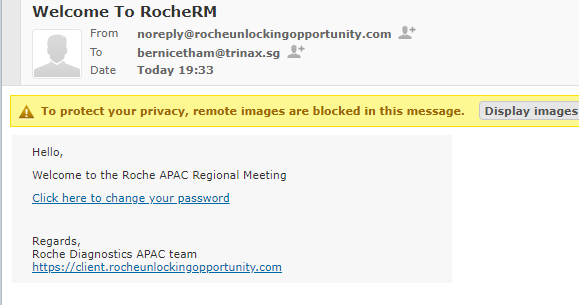 Welcome To RocheRM
From noreply@rocheunlockingopportunity.com
To bernicetham@trinax.sg
Date Today 19:33
To protect your privacy, remote images are blocked in this message. Display images
Hello,
Welcome to the Roche APAC Regional Meeting
Click here to change your password
Regards,
Roche Diagnostics APAC team
https://client.rocheunlockingopportunity.com